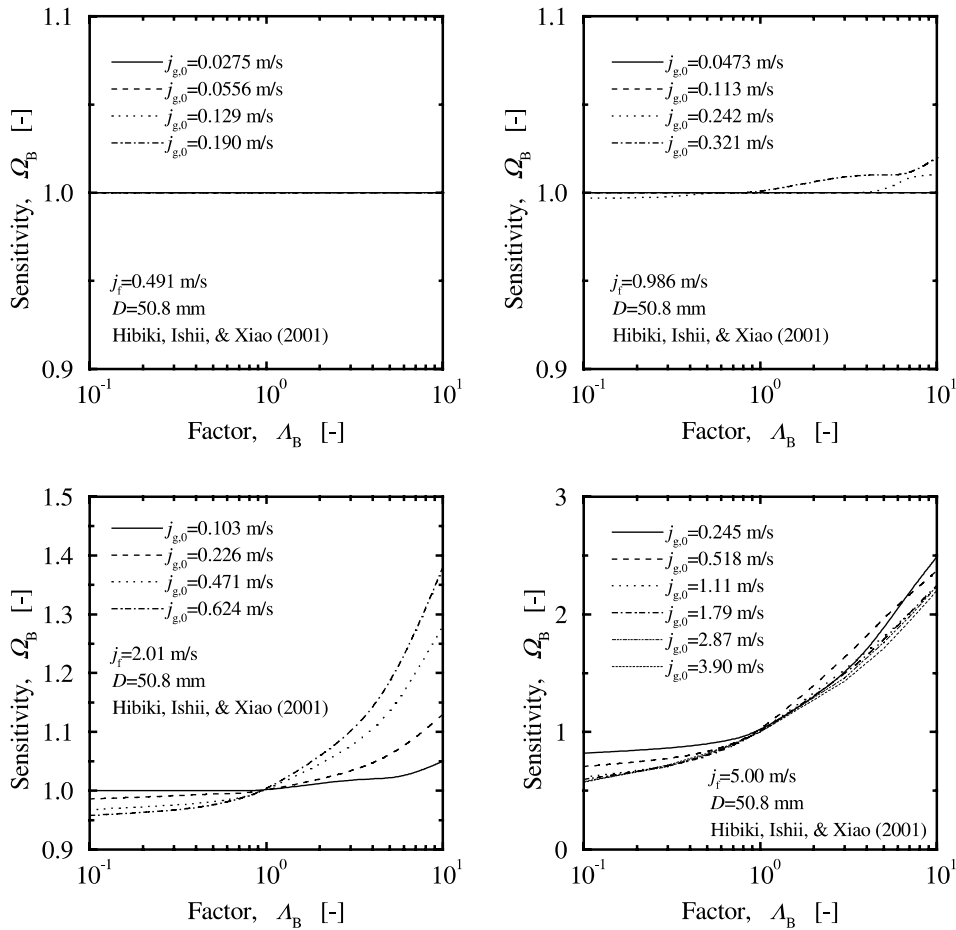 1.1
j_g,0=0.0275 m/s
j_g,0=0.0556 m/s
j_g,0=0.129 m/s
j_g,0=0.190 m/s
1.0
j_f=0.491 m/s
D=50.8 mm
Hibiki, Ishii, & Xiao (2001)
0.9
10^-1 10^0 10^1
Factor, Λ_B [-]
Sensitivity, Ω_B [-]
1.1
j_g,0=0.0473 m/s
j_g,0=0.113 m/s
j_g,0=0.242 m/s
j_g,0=0.321 m/s
1.0
j_f=0.986 m/s
D=50.8 mm
Hibiki, Ishii, & Xiao (2001)
0.9
10^-1 10^0 10^1
Factor, Λ_B [-]
Sensitivity, Ω_B [-]
1.5
j_g,0=0.103 m/s
j_g,0=0.226 m/s
1.4
j_g,0=0.471 m/s
j_g,0=0.624 m/s
1.3
j_f=2.01 m/s
D=50.8 mm
1.2
Hibiki, Ishii, & Xiao (2001)
1.1
1.0
0.9
10^-1 10^0 10^1
Factor, Λ_B [-]
Sensitivity, Ω_B [-]
3
j_g,0=0.245 m/s
j_g,0=0.518 m/s
j_g,0=1.11 m/s
j_g,0=1.79 m/s
2
j_g,0=2.87 m/s
j_g,0=3.90 m/s
1
j_f=5.00 m/s
D=50.8 mm
Hibiki, Ishii, & Xiao (2001)
0
10^-1 10^0 10^1
Factor, Λ_B [-]
Sensitivity, Ω_B [-]